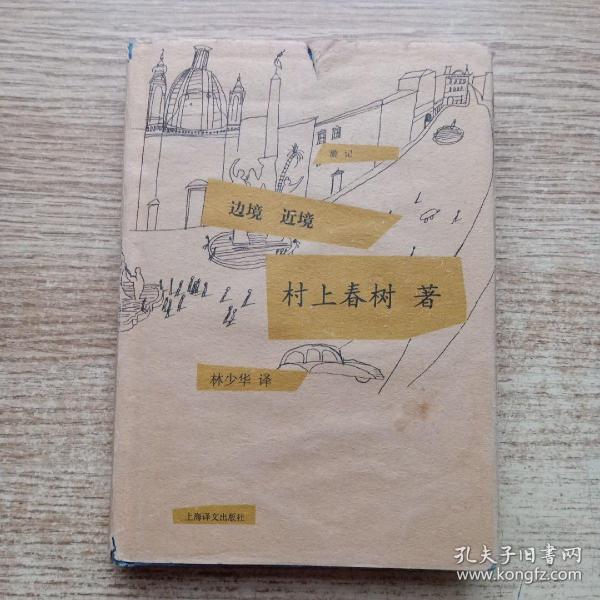 游记
边境 近境
村上春树 著
林少华 译
上海译文出版社
孔夫子旧书网
www.kongfz.com